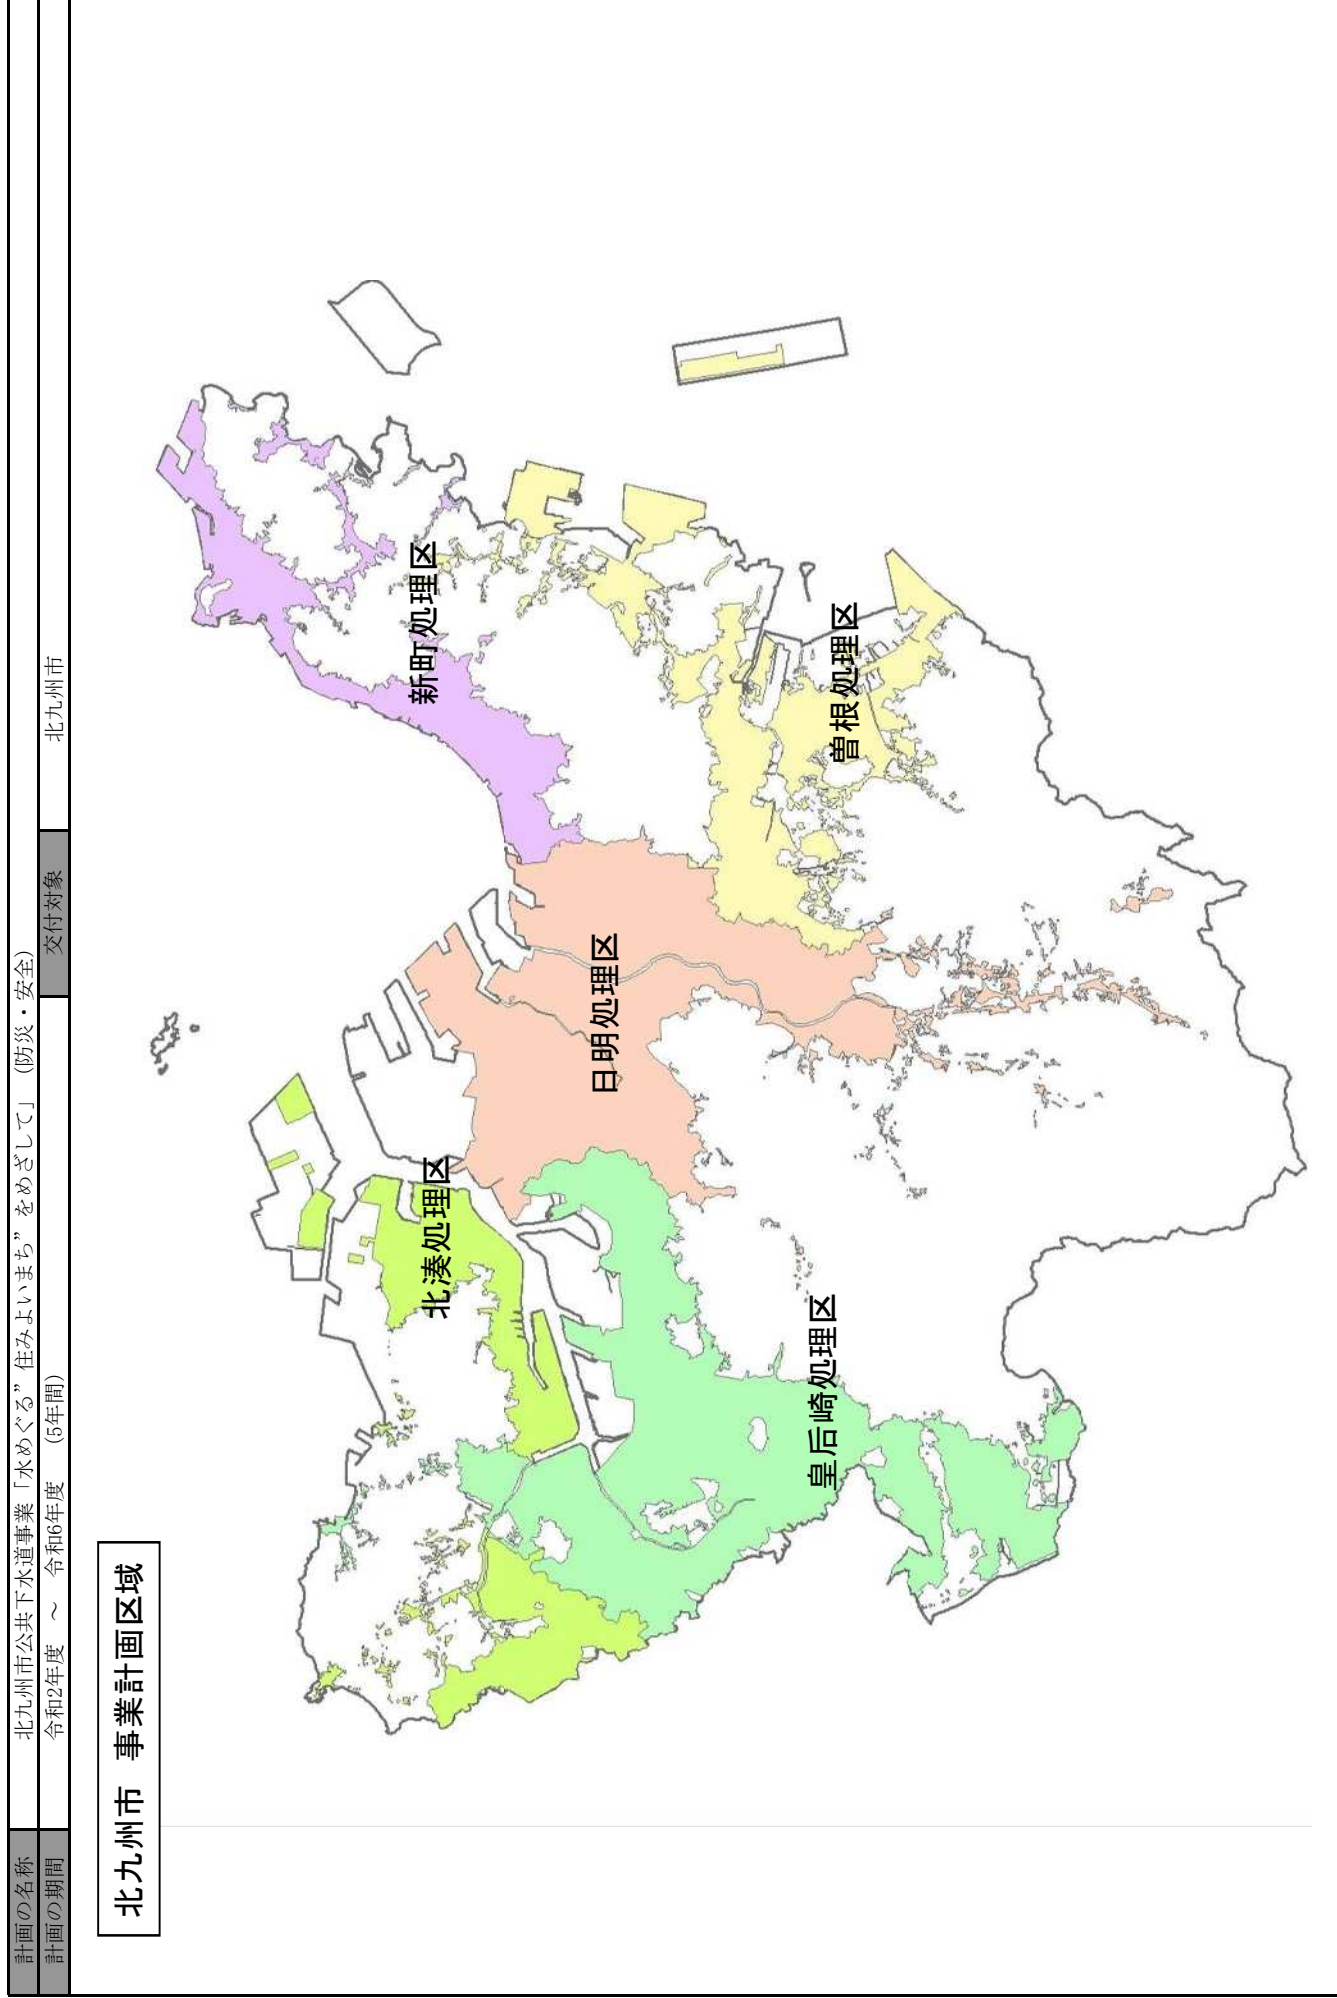 計画の名称 北九州市公共下水道事業「水めぐる”住みよいまち”をめざして」（防災・安全）
計画の期間 令和2年度 ～ 令和6年度 （5年間） 交付対象 北九州市
北九州市 事業計画区域
新町処理区
北湊処理区
日明処理区
曽根処理区
皇后崎処理区